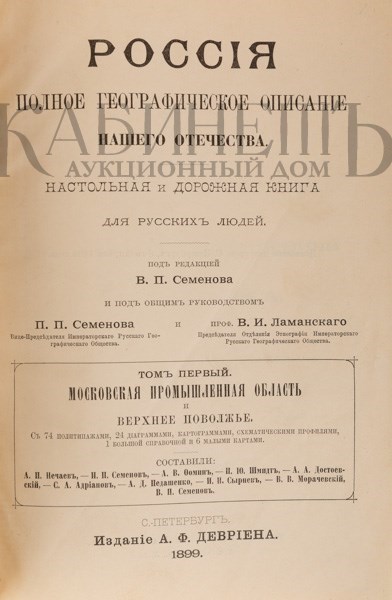 РОССІЯ
ПОЛНОЕ ГЕОГРАФИЧЕСКОЕ ОПИСАНІЕ
НАШЕГО ОТЕЧЕСТВА.
КАБИНЕТЪ
АУКЦИОННЫЙ ДОМ
НАСТОЛЬНАЯ и ДОРОЖНАЯ КНИГА
ДЛЯ РУССКИХЪ ЛЮДЕЙ.
ПОДЪ РЕДАКЦІЕЙ
В. П. Семенова
И ПОДЪ ОБЩИМЪ РУКОВОДСТВОМЪ
П. П. Семенова и ПРОФ. В. И. Ламанскаго
Вице-Предсѣдателя Императорскаго Русскаго Гео- Предсѣдателя Отдѣленія Этнографіи Императорскаго
графическаго Общества. Русскаго Географическаго Общества.
ТОМЪ ПЕРВЫЙ.
МОСКОВСКАЯ ПРОМЫШЛЕННАЯ ОБЛАСТЬ
И
ВЕРХНЕЕ ПОВОЛЖЬЕ.
Съ 74 ПОЛИТИПАЖАМИ, 24 ДІАГРАММАМИ, КАРТОГРАММАМИ, СХЕМАТИЧЕСКИМИ ПРОФИЛЯМИ,
1 БОЛЬШОЙ СПРАВОЧНОЙ И 6 МАЛЫМИ КАРТАМИ.
СОСТАВИЛИ:
А. П. Нечаевъ, — П. П. Семеновъ, — А. В. Ѳоминъ, — П. Ю. Шмидтъ, — А. А. Достоев-
скій, — С. А. Адріановъ, — А. Д. Педашенко, — И. Н. Сырневъ, — В. В. Морачевскій,
В. П. Семеновъ.
С.-ПЕТЕРБУРГЪ.
Изданіе А. Ф. ДЕВРІЕНА.
1899.